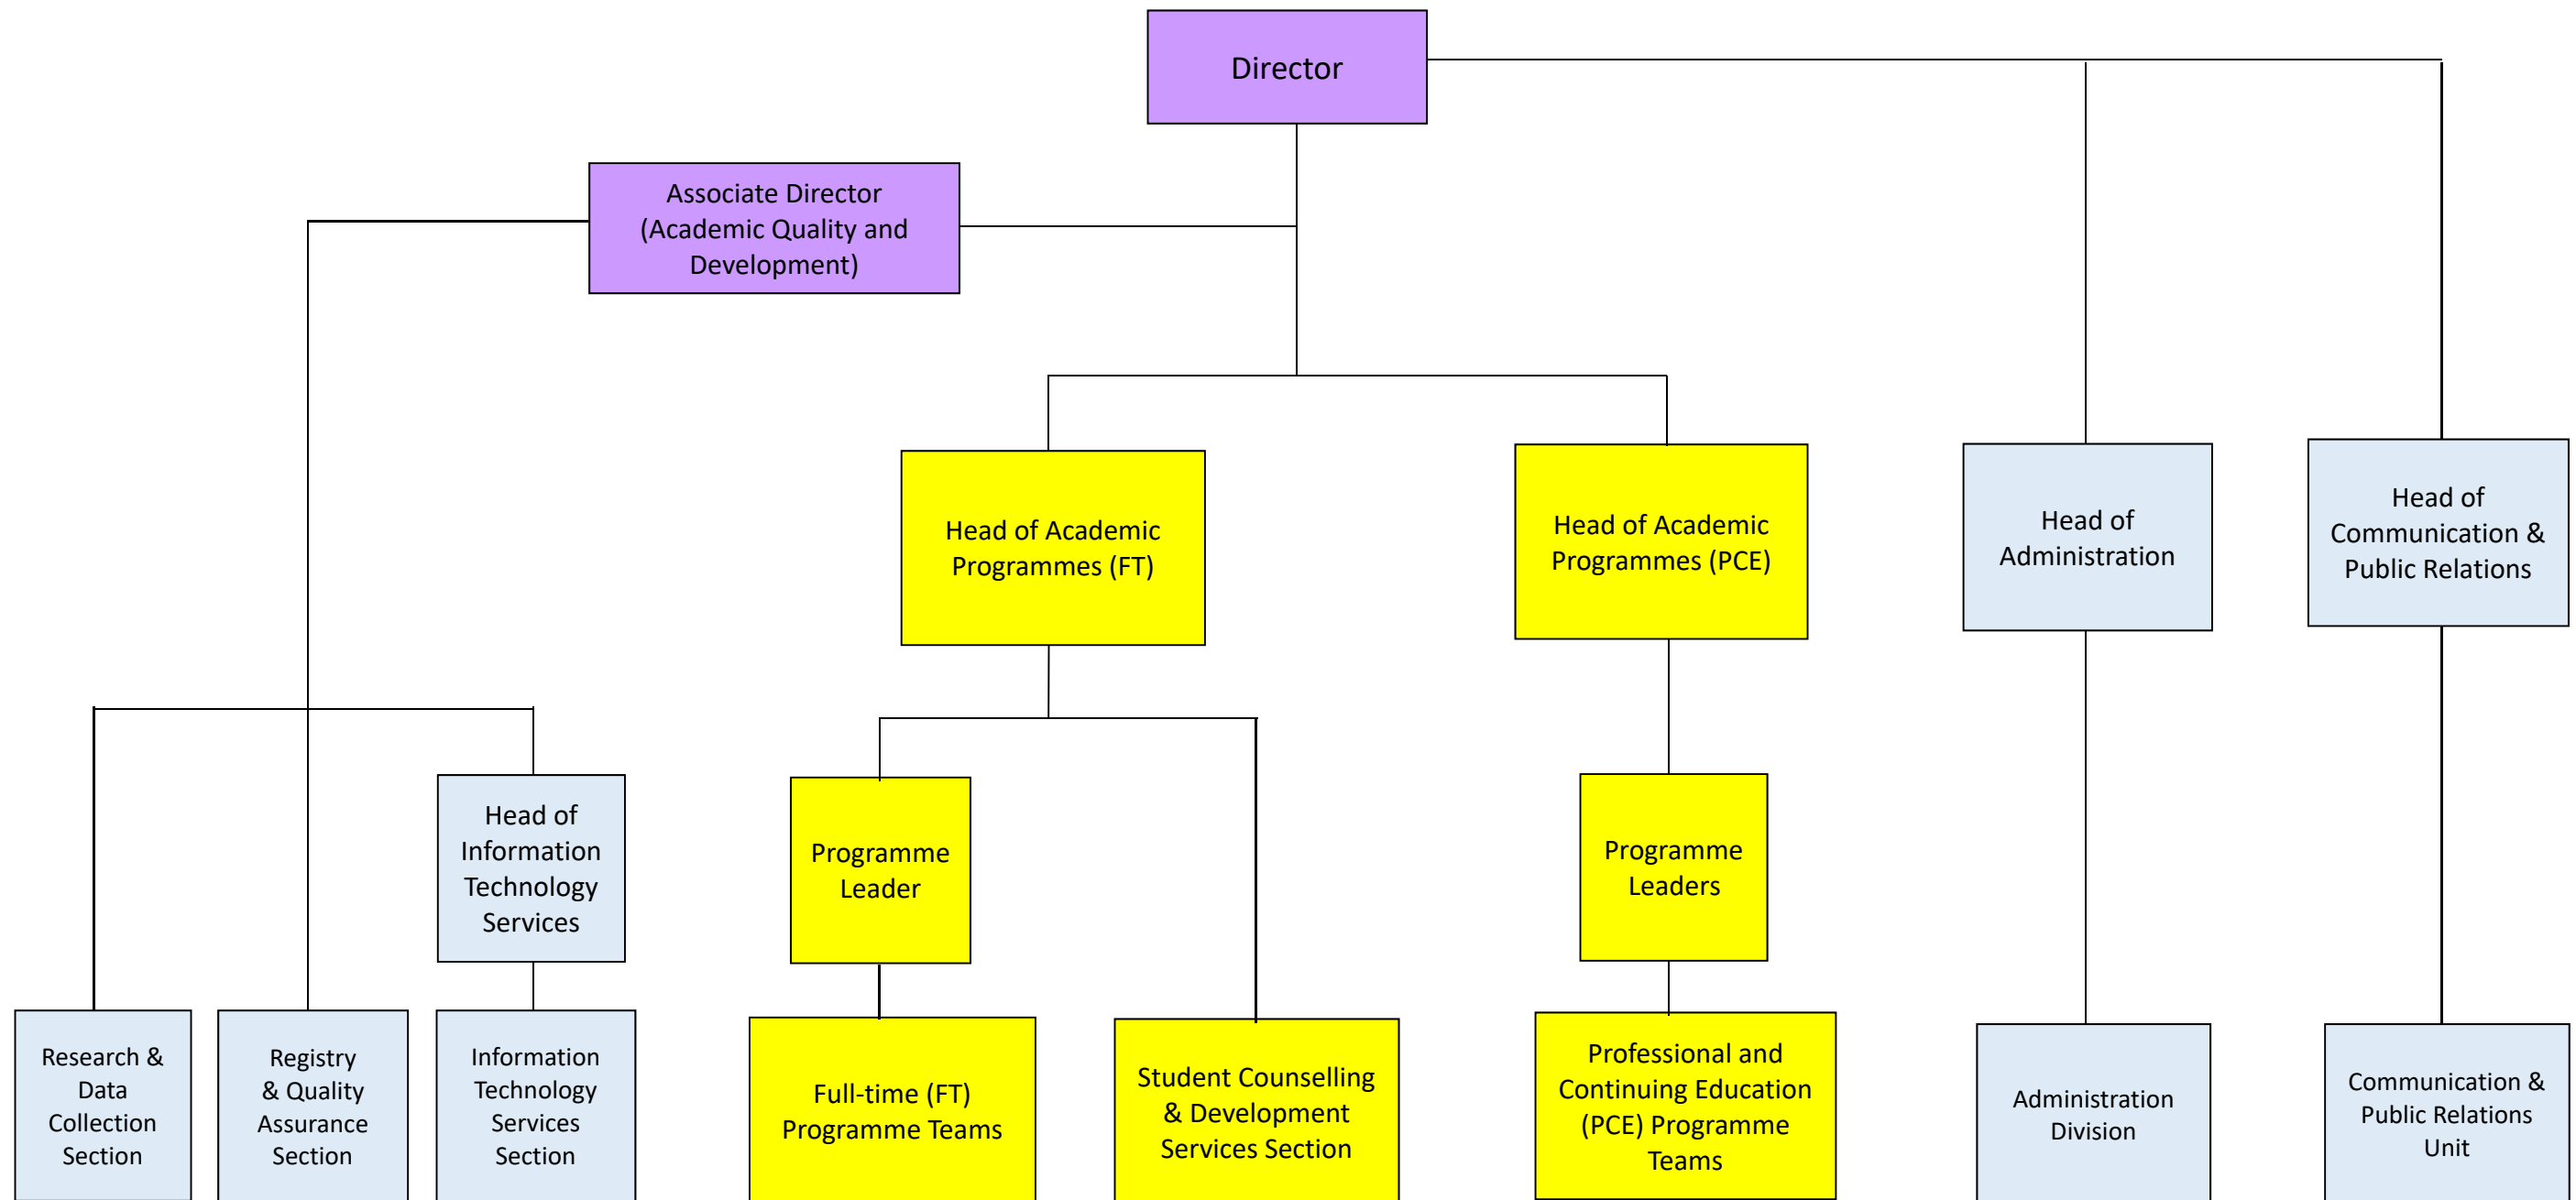 Director
Associate Director
(Academic Quality and
Development)
Head of Academic
Programmes (FT)
Head of Academic
Programmes (PCE)
Head of
Administration
Head of
Communication &
Public Relations
Head of
Information
Technology
Services
Programme
Leader
Programme
Leaders
Research &
Data
Collection
Section
Registry
& Quality
Assurance
Section
Information
Technology
Services
Section
Full-time (FT)
Programme Teams
Student Counselling
& Development
Services Section
Professional and
Continuing Education
(PCE) Programme
Teams
Administration
Division
Communication &
Public Relations
Unit